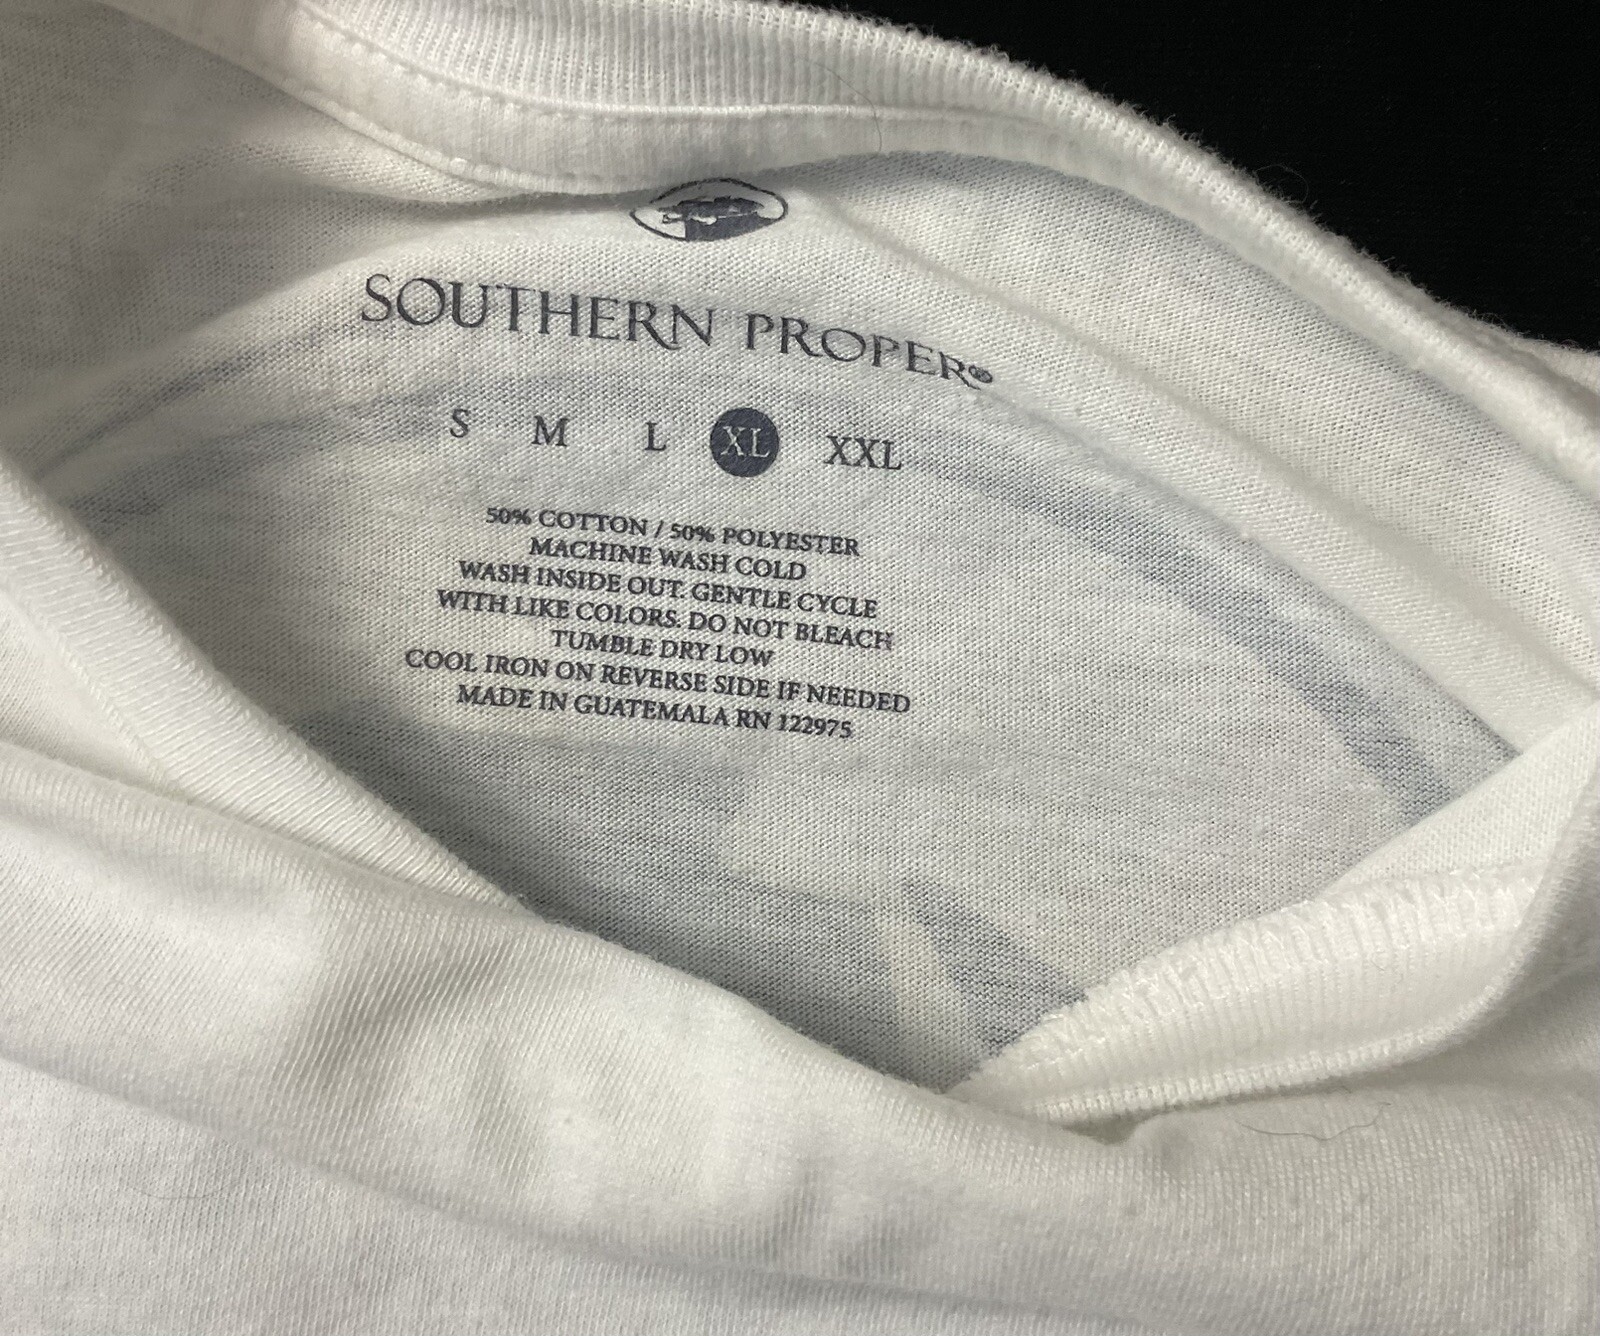 SOUTHERN PROPER®
S M L XL XXL
50% COTTON / 50% POLYESTER
MACHINE WASH COLD
WASH INSIDE OUT. GENTLE CYCLE
WITH LIKE COLORS. DO NOT BLEACH
TUMBLE DRY LOW
COOL IRON ON REVERSE SIDE IF NEEDED
MADE IN GUATEMALA RN 122975